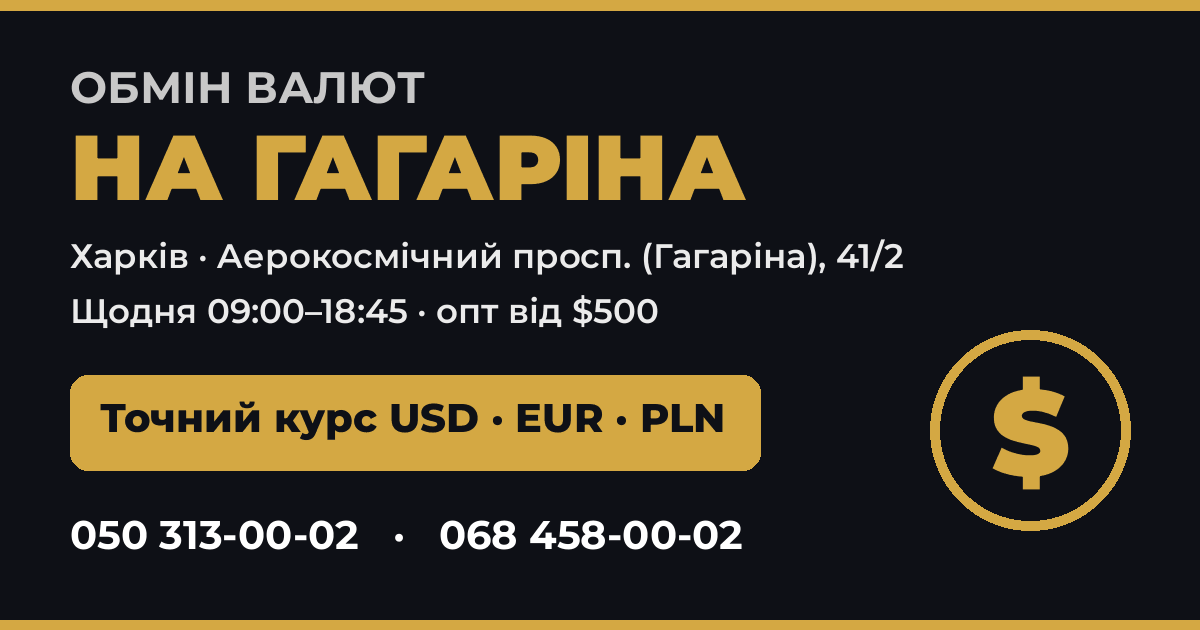 ОБМІН ВАЛЮТ
НА ГАГАРІНА
Харків · Аерокосмічний просп. (Гагаріна), 41/2
Щодня 09:00–18:45 · опт від $500
Точний курс USD · EUR · PLN
$
050 313-00-02 · 068 458-00-02